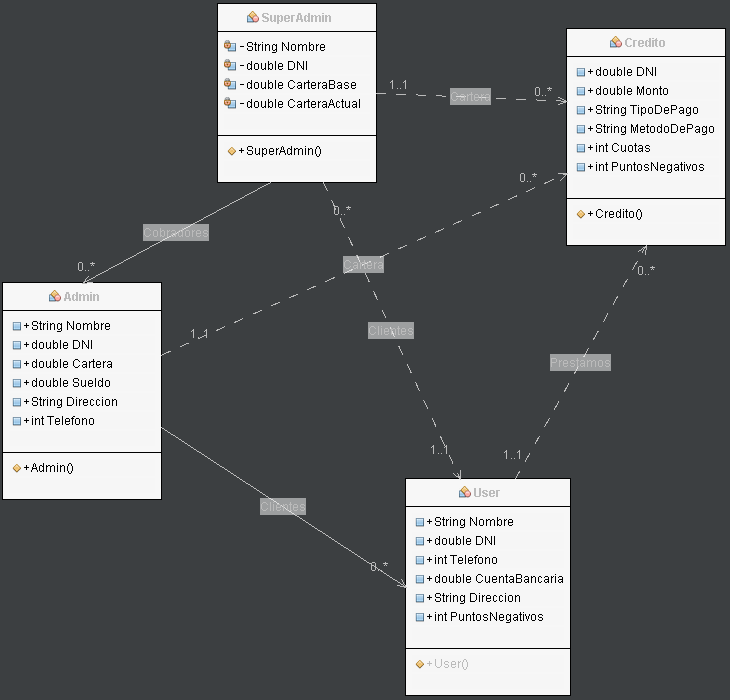 SuperAdmin
-String Nombre
-double DNI
-double CarteraBase
-double CarteraActual
+SuperAdmin()
Credito
+double DNI
+double Monto
+String TipoDePago
+String MetodoDePago
+int Cuotas
+int PuntosNegativos
+Credito()
1..1
Cartera
0..*
0..*
0..*
Cobradores
0..*
Cartera
0..*
Admin
+String Nombre
+double DNI
+double Cartera
+double Sueldo
+String Direccion
+int Telefono
+Admin()
1..1
Clientes
Prestamos
1..1
1..1
Clientes
0..*
User
+String Nombre
+double DNI
+int Telefono
+double CuentaBancaria
+String Direccion
+int PuntosNegativos
+User()